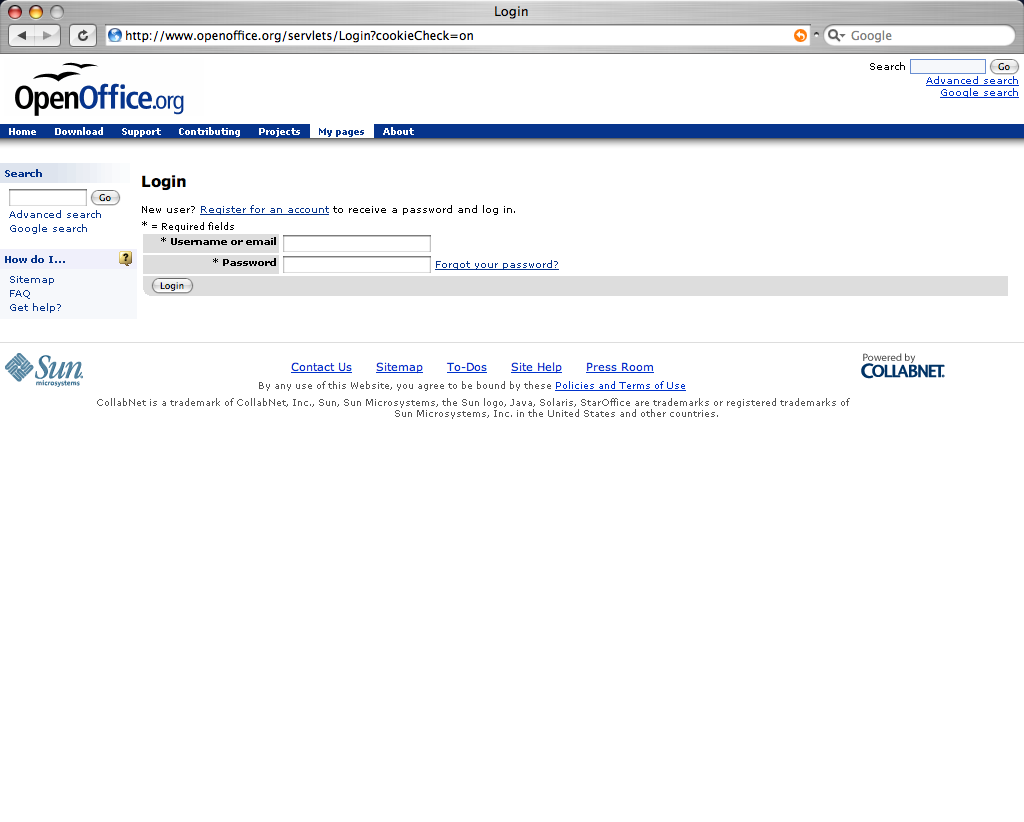 Login
http://www.openoffice.org/servlets/Login?cookieCheck=on
Google
OpenOffice.org
Search
Go
Advanced search
Google search
Home Download Support Contributing Projects My pages About
Search
Go
Advanced search
Google search
How do I...
?
Sitemap
FAQ
Get help?
Login
New user? Register for an account to receive a password and log in.
* = Required fields
* Username or email
* Password Forgot your password?
Login
Sun
microsystems
Contact Us Sitemap To-Dos Site Help Press Room
By any use of this Website, you agree to be bound by these Policies and Terms of Use
CollabNet is a trademark of CollabNet, Inc., Sun, Sun Microsystems, the Sun logo, Java, Solaris, StarOffice are trademarks or registered trademarks of
Sun Microsystems, Inc. in the United States and other countries.
Powered by
COLLABNET.